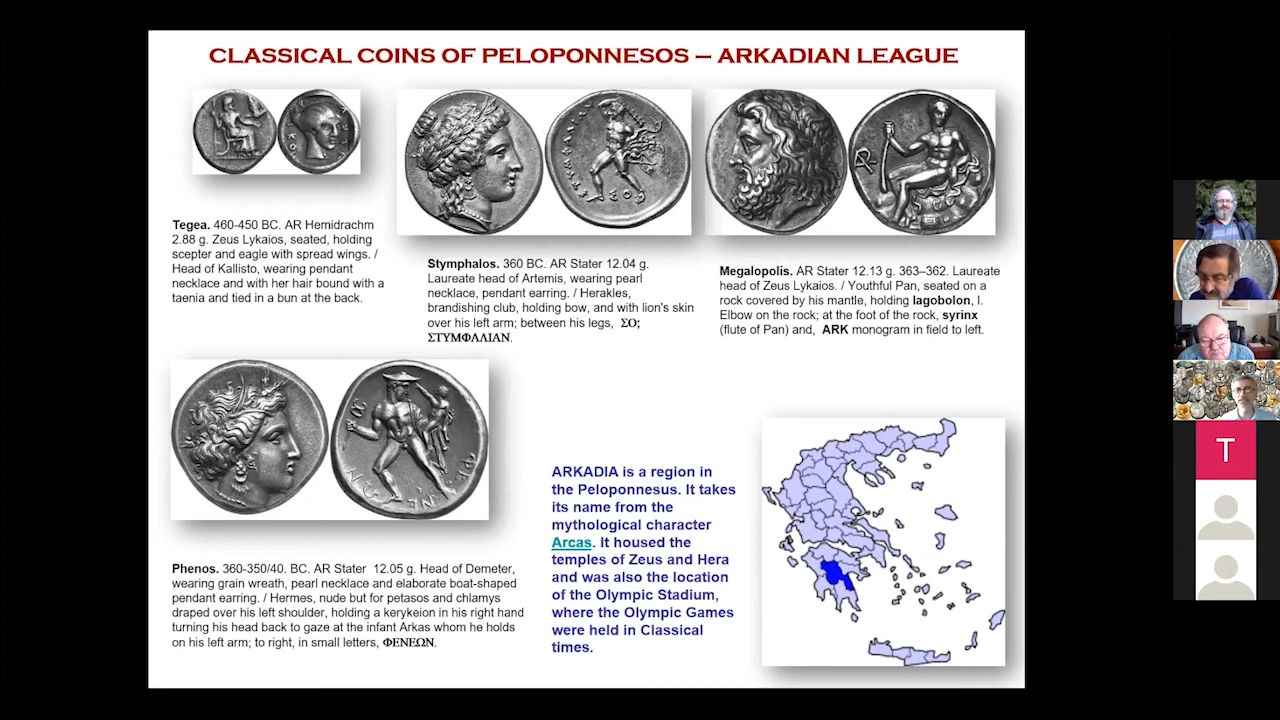 CLASSICAL COINS OF PELOPONNESOS – ARKADIAN LEAGUE
Tegea. 460-450 BC. AR Hemidrachm
2.88 g. Zeus Lykaios, seated, holding
scepter and eagle with spread wings. /
Head of Kallisto, wearing pendant
necklace and with her hair bound with a
taenia and tied in a bun at the back.
Stymphalos. 360 BC. AR Stater 12.04 g.
Laureate head of Artemis, wearing pearl
necklace, pendant earring. / Herakles,
brandishing club, holding bow, and with lion's skin
over his left arm; between his legs, ΣΟ;
ΣΤΥΜΦΑΛΙΑΝ.
Megalopolis. AR Stater 12.13 g. 363–362. Laureate
head of Zeus Lykaios. / Youthful Pan, seated on a
rock covered by his mantle, holding lagobolon, l.
Elbow on the rock; at the foot of the rock, syrinx
(flute of Pan) and, ARK monogram in field to left.
Phenos. 360-350/40. BC. AR Stater 12.05 g. Head of Demeter,
wearing grain wreath, pearl necklace and elaborate boat-shaped
pendant earring. / Hermes, nude but for petasos and chlamys
draped over his left shoulder, holding a kerykeion in his right hand
turning his head back to gaze at the infant Arkas whom he holds
on his left arm; to right, in small letters, ΦΕΝΕΩΝ.
ARKADIA is a region in
the Peloponnesus. It takes
its name from the
mythological character
Arcas. It housed the
temples of Zeus and Hera
and was also the location
of the Olympic Stadium,
where the Olympic Games
were held in Classical
times.
T